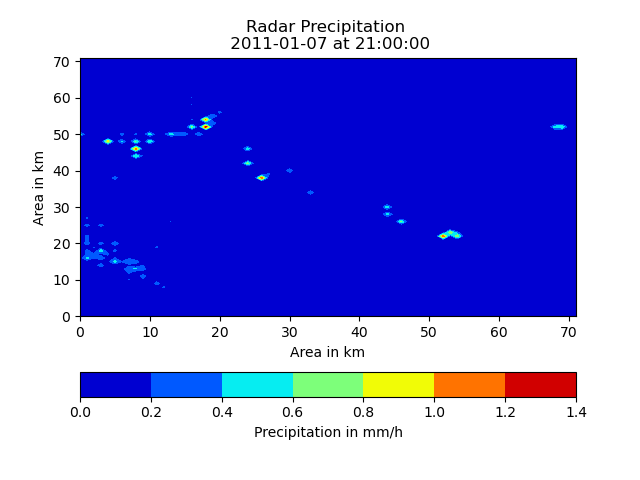 Radar Precipitation
2011-01-07 at 21:00:00
70
60
50
40
30
20
10
0
Area in km
0 10 20 30 40 50 60 70
Area in km
0.0 0.2 0.4 0.6 0.8 1.0 1.2 1.4
Precipitation in mm/h